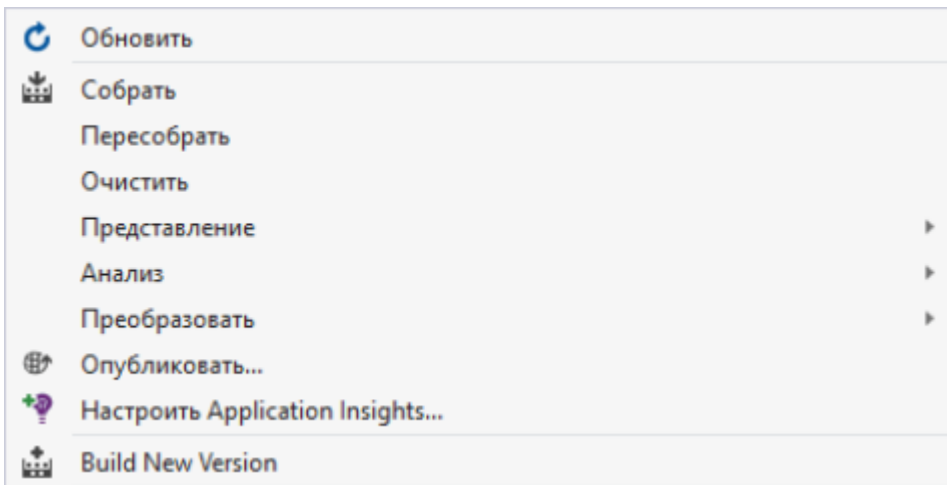 Обновить
Собрать
Пересобрать
Очистить
Представление
Анализ
Преобразовать
Опубликовать...
Настроить Application Insights...
Build New Version